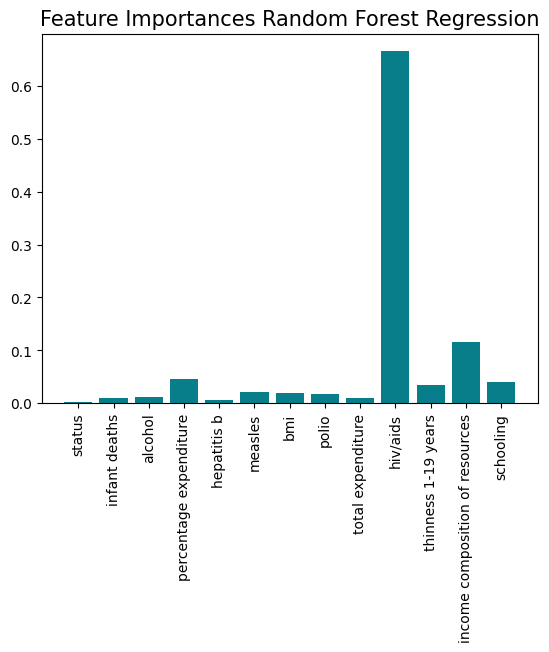 Feature Importances Random Forest Regression
0.6
0.5
0.4
0.3
0.2
0.1
0.0
status
infant deaths
alcohol
percentage expenditure
hepatitis b
measles
bmi
polio
total expenditure
hiv/aids
thinness 1-19 years
income composition of resources
schooling